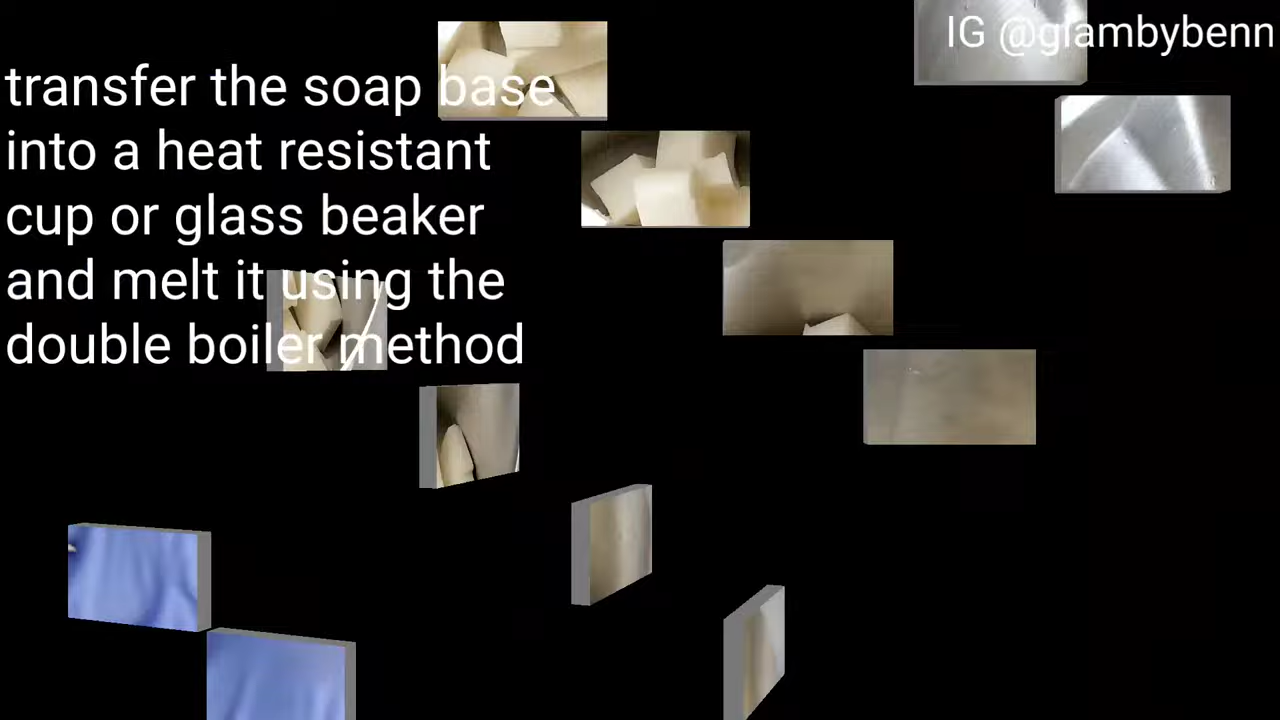 IG @glambybenn
transfer the soap base
into a heat resistant
cup or glass beaker
and melt it using the
double boiler method